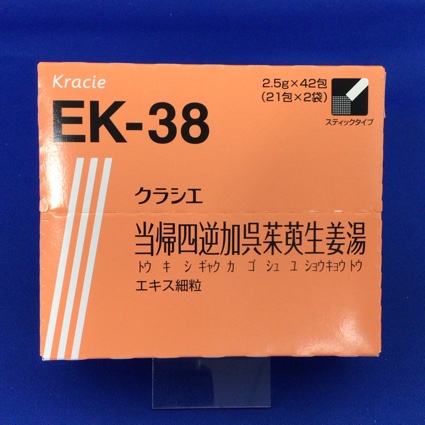 Kracie
2.5g×42包
(21包×2袋)
スティックタイプ
EK-38
クラシエ
当帰四逆加呉茱萸生姜湯
トウ キ シ ギャク カ ゴ シュ ユ ショウキョウ トウ
エキス細粒